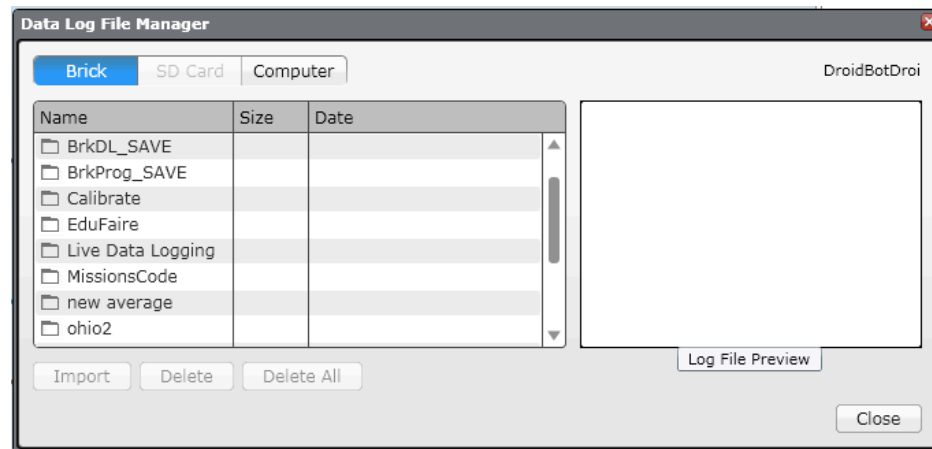 Data Log File Manager
Brick SD Card Computer DroidBotDroi
Name Size Date
BrkDL_SAVE
BrkProg_SAVE
Calibrate
EduFaire
Live Data Logging
MissionsCode
new average
ohio2
Log File Preview
Import Delete Delete All
Close